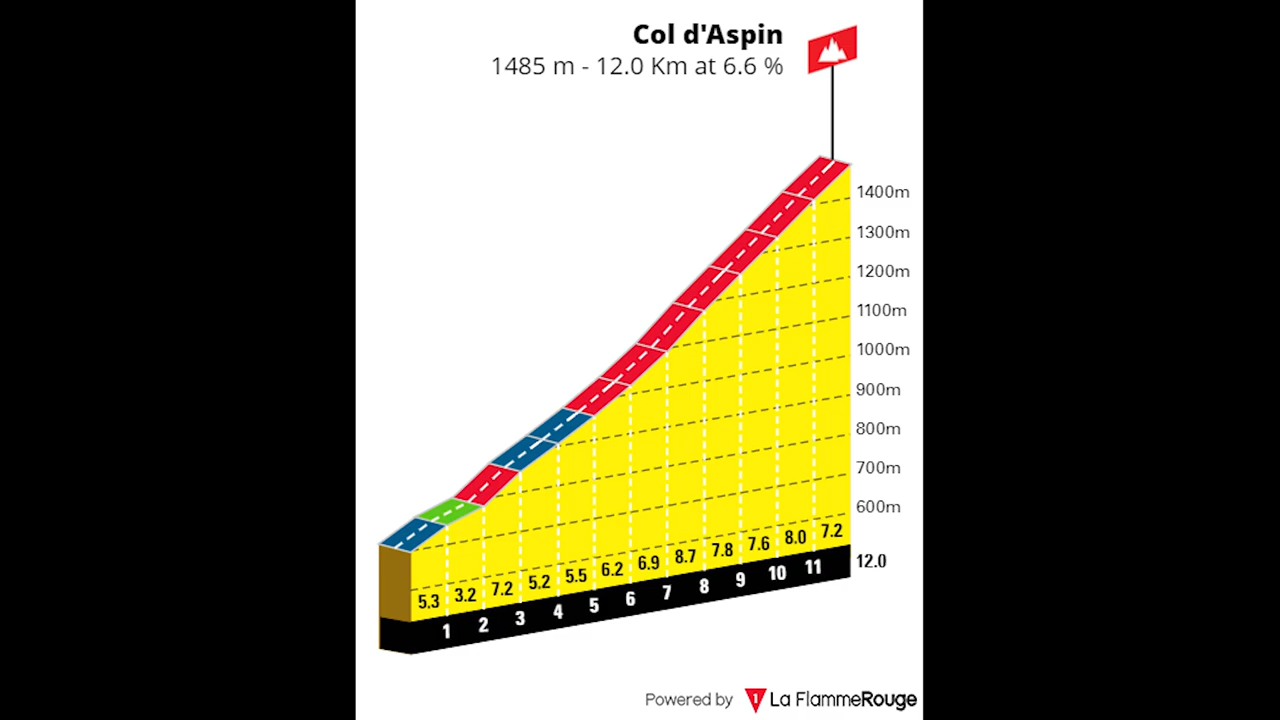 Col d'Aspin
1485 m - 12.0 Km at 6.6 %
1400m
1300m
1200m
1100m
1000m
900m
800m
700m
600m
5.3 3.2 7.2 5.2 5.5 6.2 6.9 8.7 7.8 7.6 8.0 7.2
1 2 3 4 5 6 7 8 9 10 11 12.0
Powered by 1 La FlammeRouge